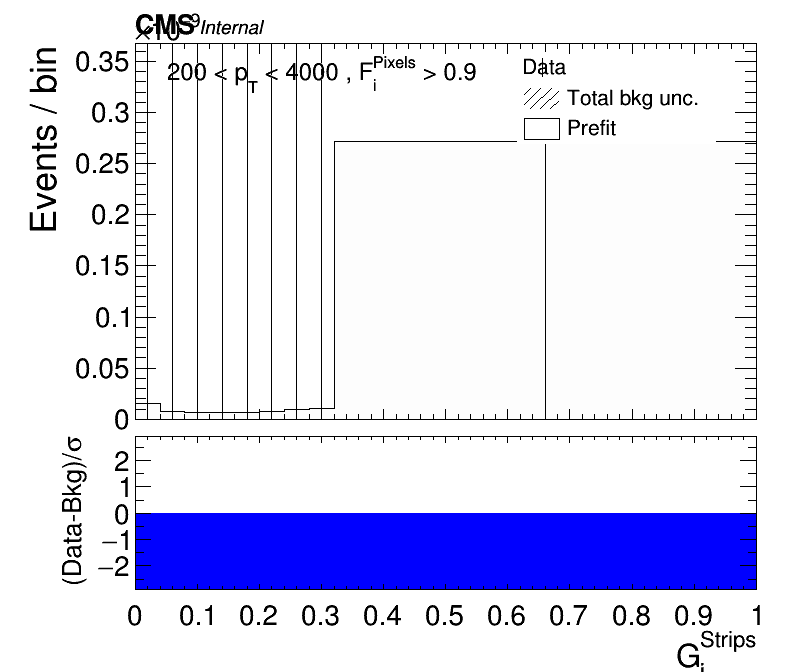 CMS Internal
×10⁹
200 < p_T < 4000 , F_i^Pixels > 0.9
Data
Total bkg unc.
Prefit
Events / bin
0.35
0.3
0.25
0.2
0.15
0.1
0.05
0
(Data-Bkg)/σ
2
1
0
−1
−2
0 0.1 0.2 0.3 0.4 0.5 0.6 0.7 0.8 0.9 1
G_i^Strips